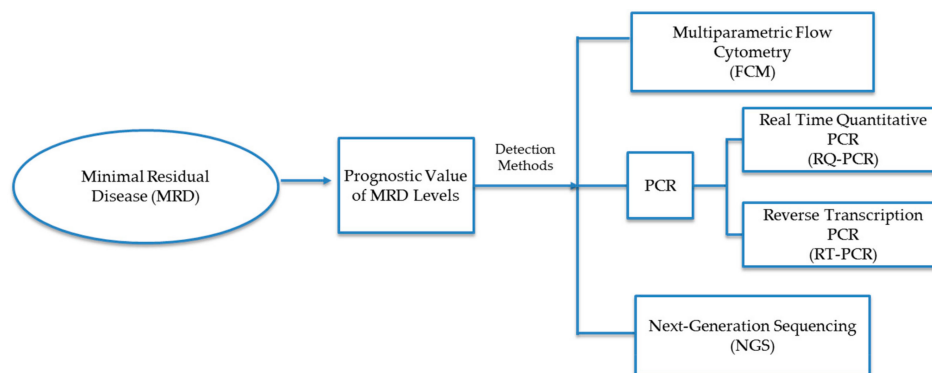 Minimal Residual
Disease (MRD)
Prognostic Value
of MRD Levels
Detection
Methods
Multiparametric Flow
Cytometry
(FCM)
PCR
Real Time Quantitative
PCR
(RQ-PCR)
Reverse Transcription
PCR
(RT-PCR)
Next-Generation Sequencing
(NGS)